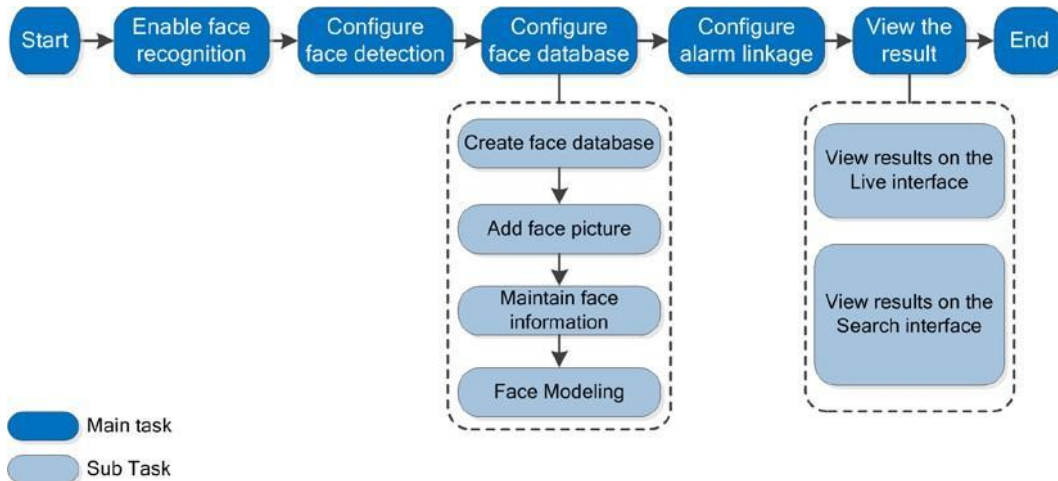 Start
Enable face
recognition
Configure
face detection
Configure
face database
Configure
alarm linkage
View the
result
End
Create face database
Add face picture
Maintain face
information
Face Modeling
View results on the
Live interface
View results on the
Search interface
Main task
Sub Task